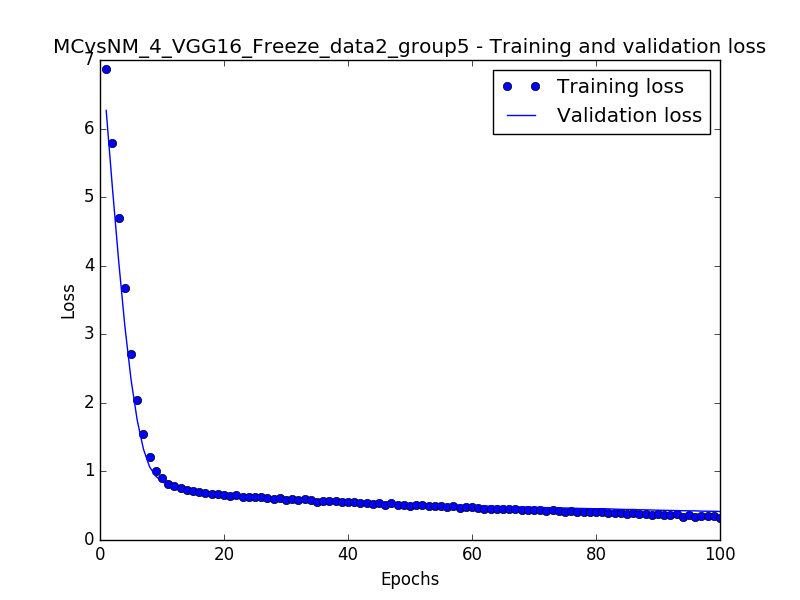 MCvsNM_4_VGG16_Freeze_data2_group5 - Training and validation loss
Training loss
Validation loss
7
6
5
4
3
2
1
0
Loss
0 20 40 60 80 100
Epochs